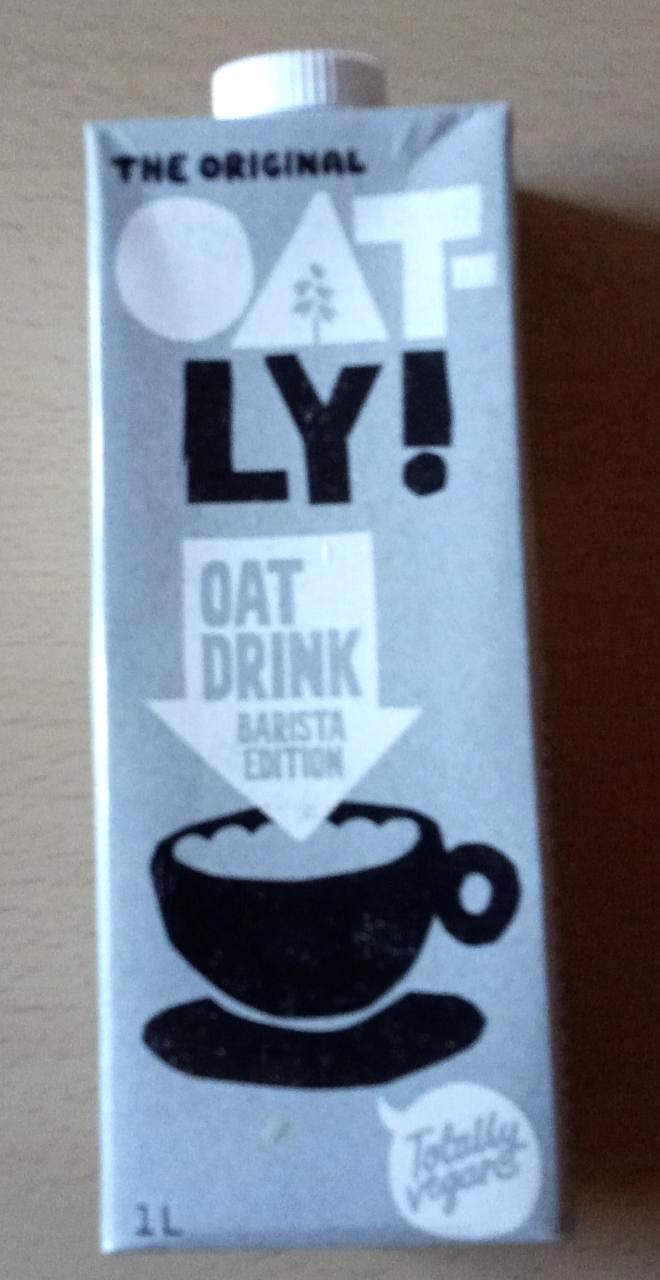 THE ORIGINAL
OAT-
LY!
OAT
DRINK
BARISTA
EDITION
Totally
vegan
1L